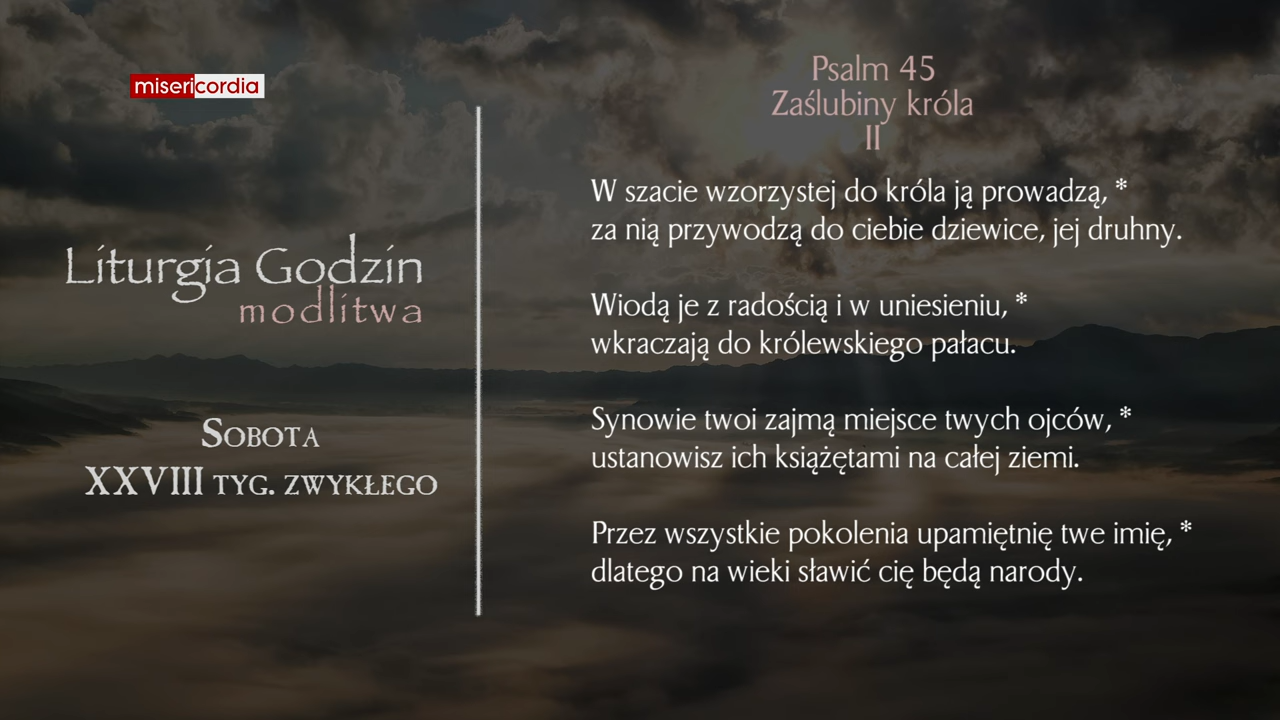 misericordia
Liturgia Godzin
modlitwa
Sobota
XXVIII tyg. zwykłego
Psalm 45
Zaślubiny króla
II
W szacie wzorzystej do króla ją prowadzą, *
za nią przywodzą do ciebie dziewice, jej druhny.
Wiodą je z radością i w uniesieniu, *
wkraczają do królewskiego pałacu.
Synowie twoi zajmą miejsce twych ojców, *
ustanowisz ich książętami na całej ziemi.
Przez wszystkie pokolenia upamiętnię twe imię, *
dlatego na wieki sławić cię będą narody.